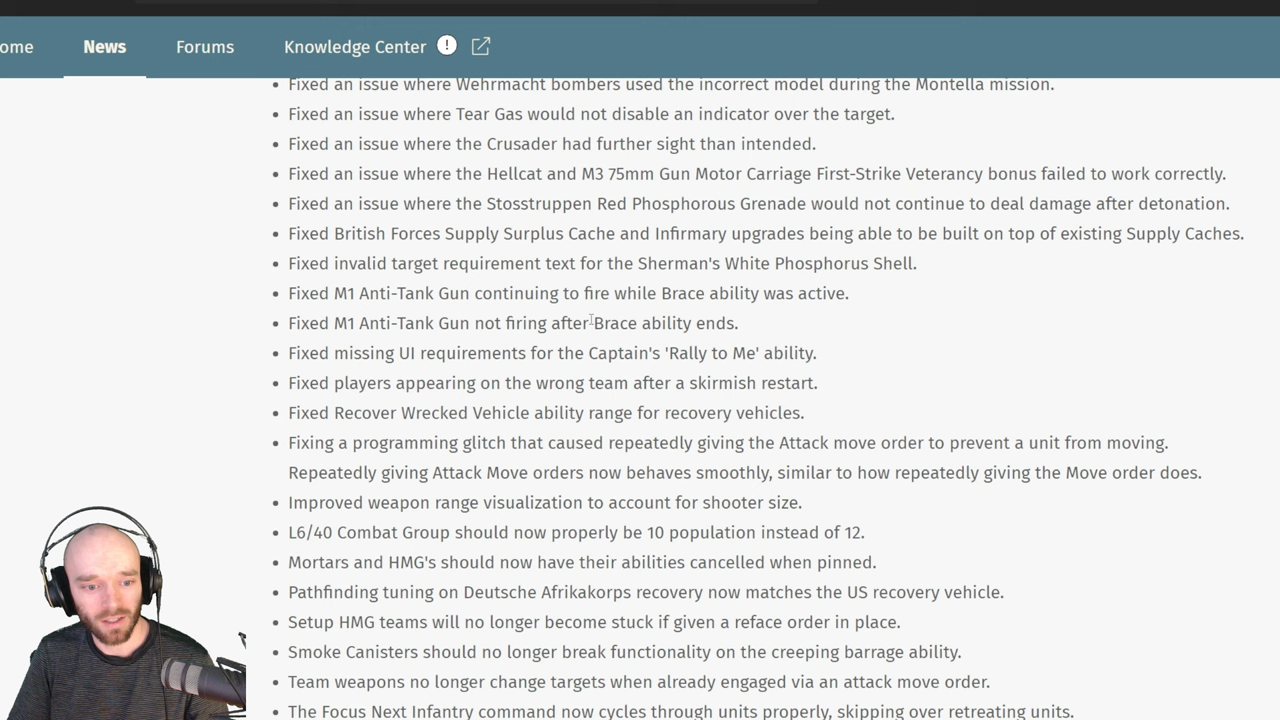 ome
News
Forums
Knowledge Center !
• Fixed an issue where Wehrmacht bombers used the incorrect model during the Montella mission.
• Fixed an issue where Tear Gas would not disable an indicator over the target.
• Fixed an issue where the Crusader had further sight than intended.
• Fixed an issue where the Hellcat and M3 75mm Gun Motor Carriage First-Strike Veterancy bonus failed to work correctly.
• Fixed an issue where the Stosstruppen Red Phosphorous Grenade would not continue to deal damage after detonation.
• Fixed British Forces Supply Surplus Cache and Infirmary upgrades being able to be built on top of existing Supply Caches.
• Fixed invalid target requirement text for the Sherman's White Phosphorus Shell.
• Fixed M1 Anti-Tank Gun continuing to fire while Brace ability was active.
• Fixed M1 Anti-Tank Gun not firing after Brace ability ends.
• Fixed missing UI requirements for the Captain's 'Rally to Me' ability.
• Fixed players appearing on the wrong team after a skirmish restart.
• Fixed Recover Wrecked Vehicle ability range for recovery vehicles.
• Fixing a programming glitch that caused repeatedly giving the Attack move order to prevent a unit from moving.
Repeatedly giving Attack Move orders now behaves smoothly, similar to how repeatedly giving the Move order does.
• Improved weapon range visualization to account for shooter size.
• L6/40 Combat Group should now properly be 10 population instead of 12.
• Mortars and HMG's should now have their abilities cancelled when pinned.
• Pathfinding tuning on Deutsche Afrikakorps recovery now matches the US recovery vehicle.
• Setup HMG teams will no longer become stuck if given a reface order in place.
• Smoke Canisters should no longer break functionality on the creeping barrage ability.
• Team weapons no longer change targets when already engaged via an attack move order.
• The Focus Next Infantry command now cycles through units properly, skipping over retreating units.